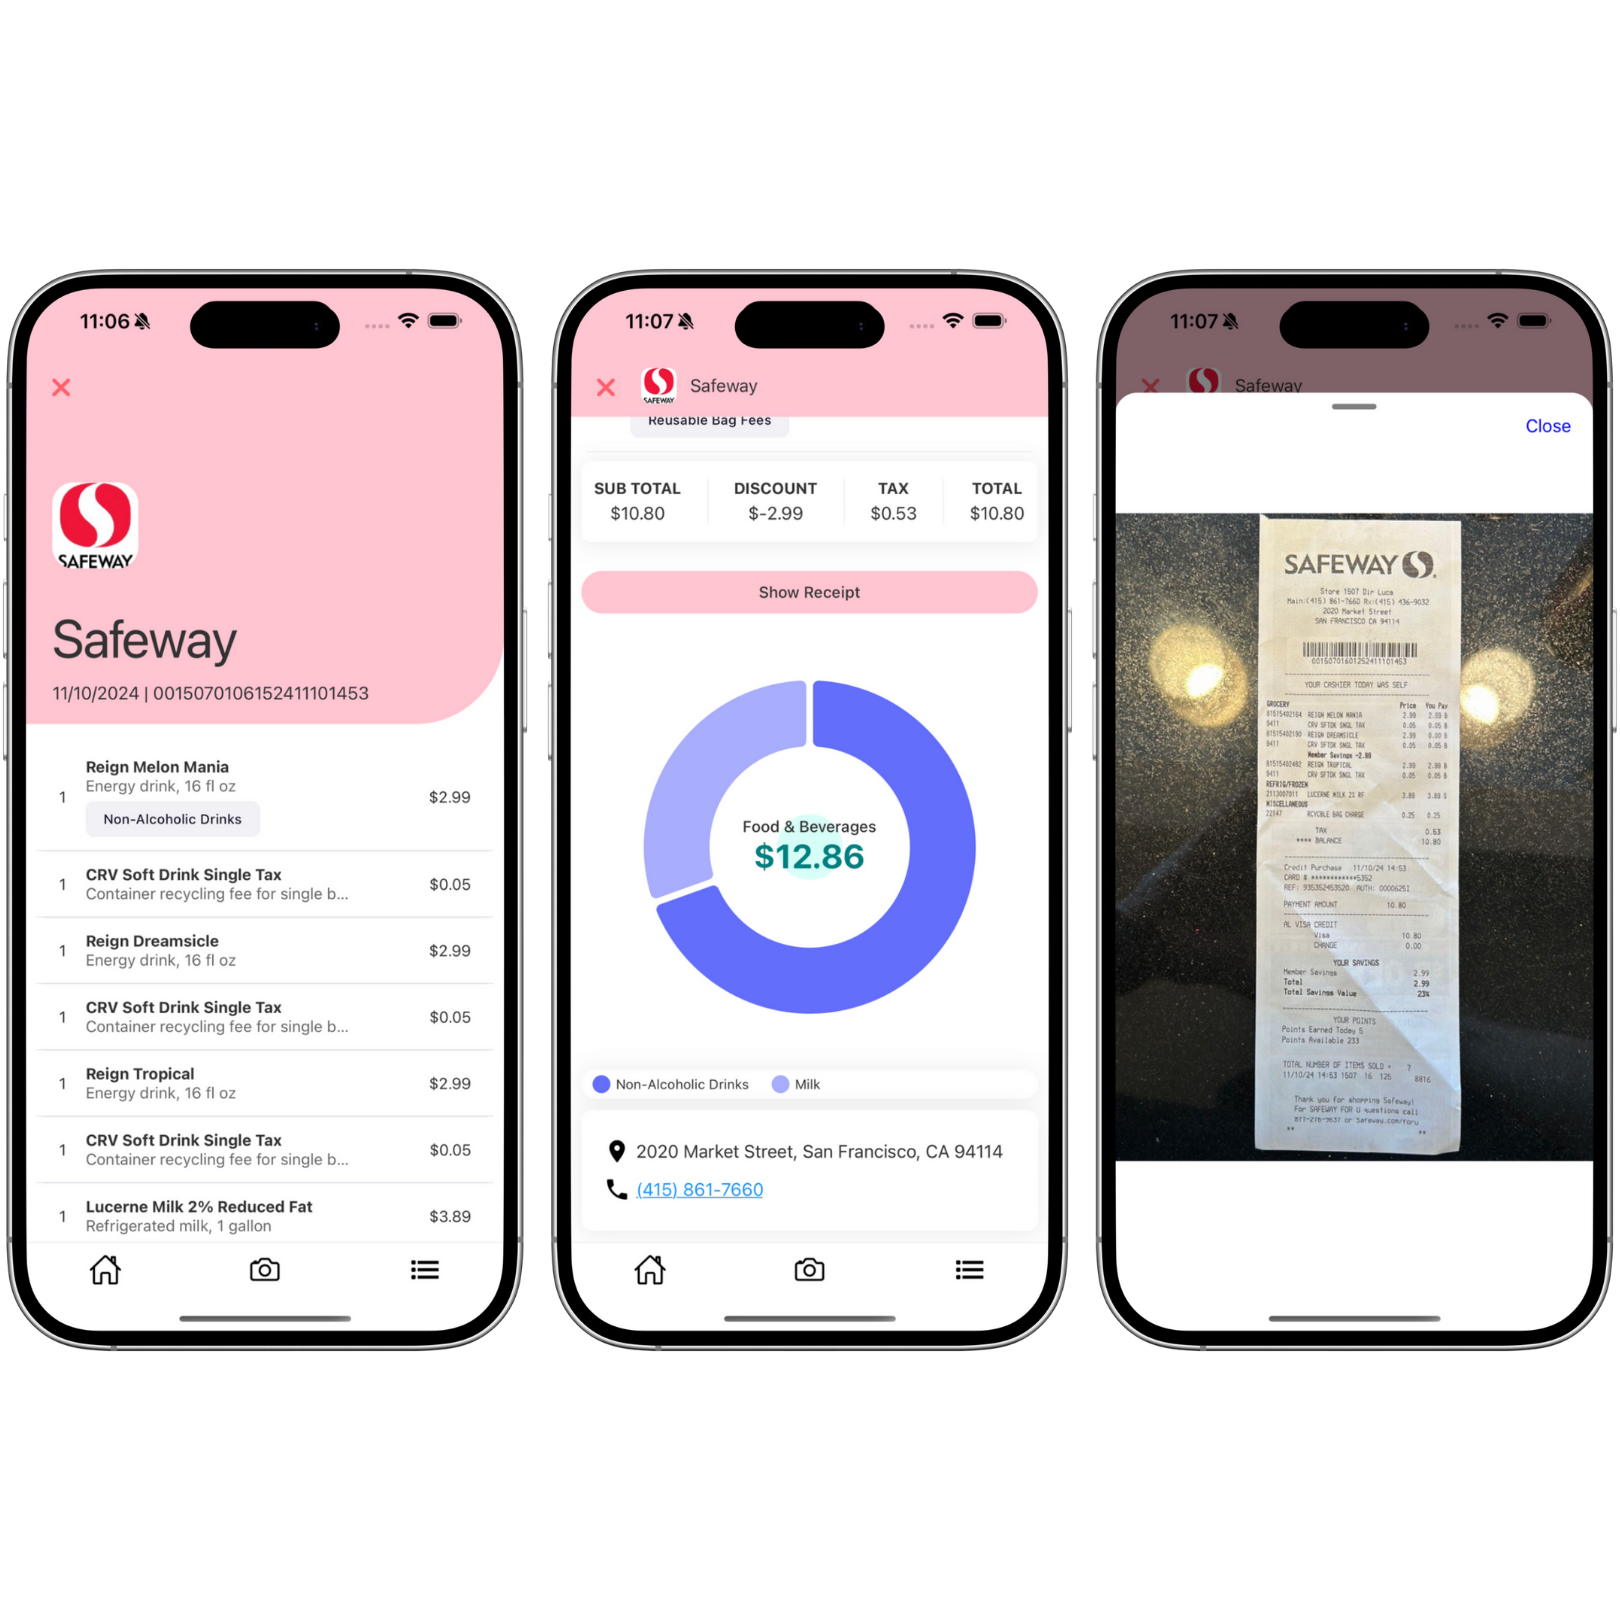 11:06
SAFEWAY
Safeway
11/10/2024 | 0015070106152411101453
1 Reign Melon Mania $2.99
Energy drink, 16 fl oz
Non-Alcoholic Drinks
1 CRV Soft Drink Single Tax $0.05
Container recycling fee for single b...
1 Reign Dreamsicle $2.99
Energy drink, 16 fl oz
1 CRV Soft Drink Single Tax $0.05
Container recycling fee for single b...
1 Reign Tropical $2.99
Energy drink, 16 fl oz
1 CRV Soft Drink Single Tax $0.05
Container recycling fee for single b...
1 Lucerne Milk 2% Reduced Fat $3.89
Refrigerated milk, 1 gallon
11:07
SAFEWAY
Safeway
Reusable Bag Fees
SUB TOTAL DISCOUNT TAX TOTAL
$10.80 $-2.99 $0.53 $10.80
Show Receipt
Food & Beverages
$12.86
Non-Alcoholic Drinks Milk
2020 Market Street, San Francisco, CA 94114
(415) 861-7660
11:07
Safeway
Close
SAFEWAY
Store 1507 Dir Luca
Main:(415) 861-7660 Rx:(415) 436-9032
2020 Market Street
SAN FRANCISCO CA 94114
00150701601252411101453
YOUR CASHIER TODAY WAS SELF
GROCERY Price You Pay
81515402164 REIGN MELON MANIA 2.99 2.99 B
9411 CRV SFTDK SNGL TAX 0.05 0.05 B
81515402190 REIGN DREAMSICLE 2.99 0.00 B
9411 CRV SFTDK SNGL TAX 0.05 0.05 B
Member Savings -2.99
81515402482 REIGN TROPICAL 2.99 2.99 B
9411 CRV SFTDK SNGL TAX 0.05 0.05 B
REFRIG/FROZEN
2113007011 LUCERNE MILK 2% RF 3.89 3.89 S
MISCELLANEOUS
22147 RCYCBLE BAG CHARGE 0.25 0.25
TAX 0.53
**** BALANCE 10.80
Credit Purchase 11/10/24 14:53
CARD # ************5352
REF: 935352453520 AUTH: 00006251
PAYMENT AMOUNT 10.80
AL VISA CREDIT
Visa 10.80
CHANGE 0.00
YOUR SAVINGS
Member Savings 2.99
Total 2.99
Total Savings Value 23%
YOUR POINTS
Points Earned Today 5
Points Available 233
TOTAL NUMBER OF ITEMS SOLD = 7
11/10/24 14:53 1507 16 125 8816
Thank you for shopping Safeway!
For SAFEWAY FOR U questions call
877-276-9637 or Safeway.com/foru
** **